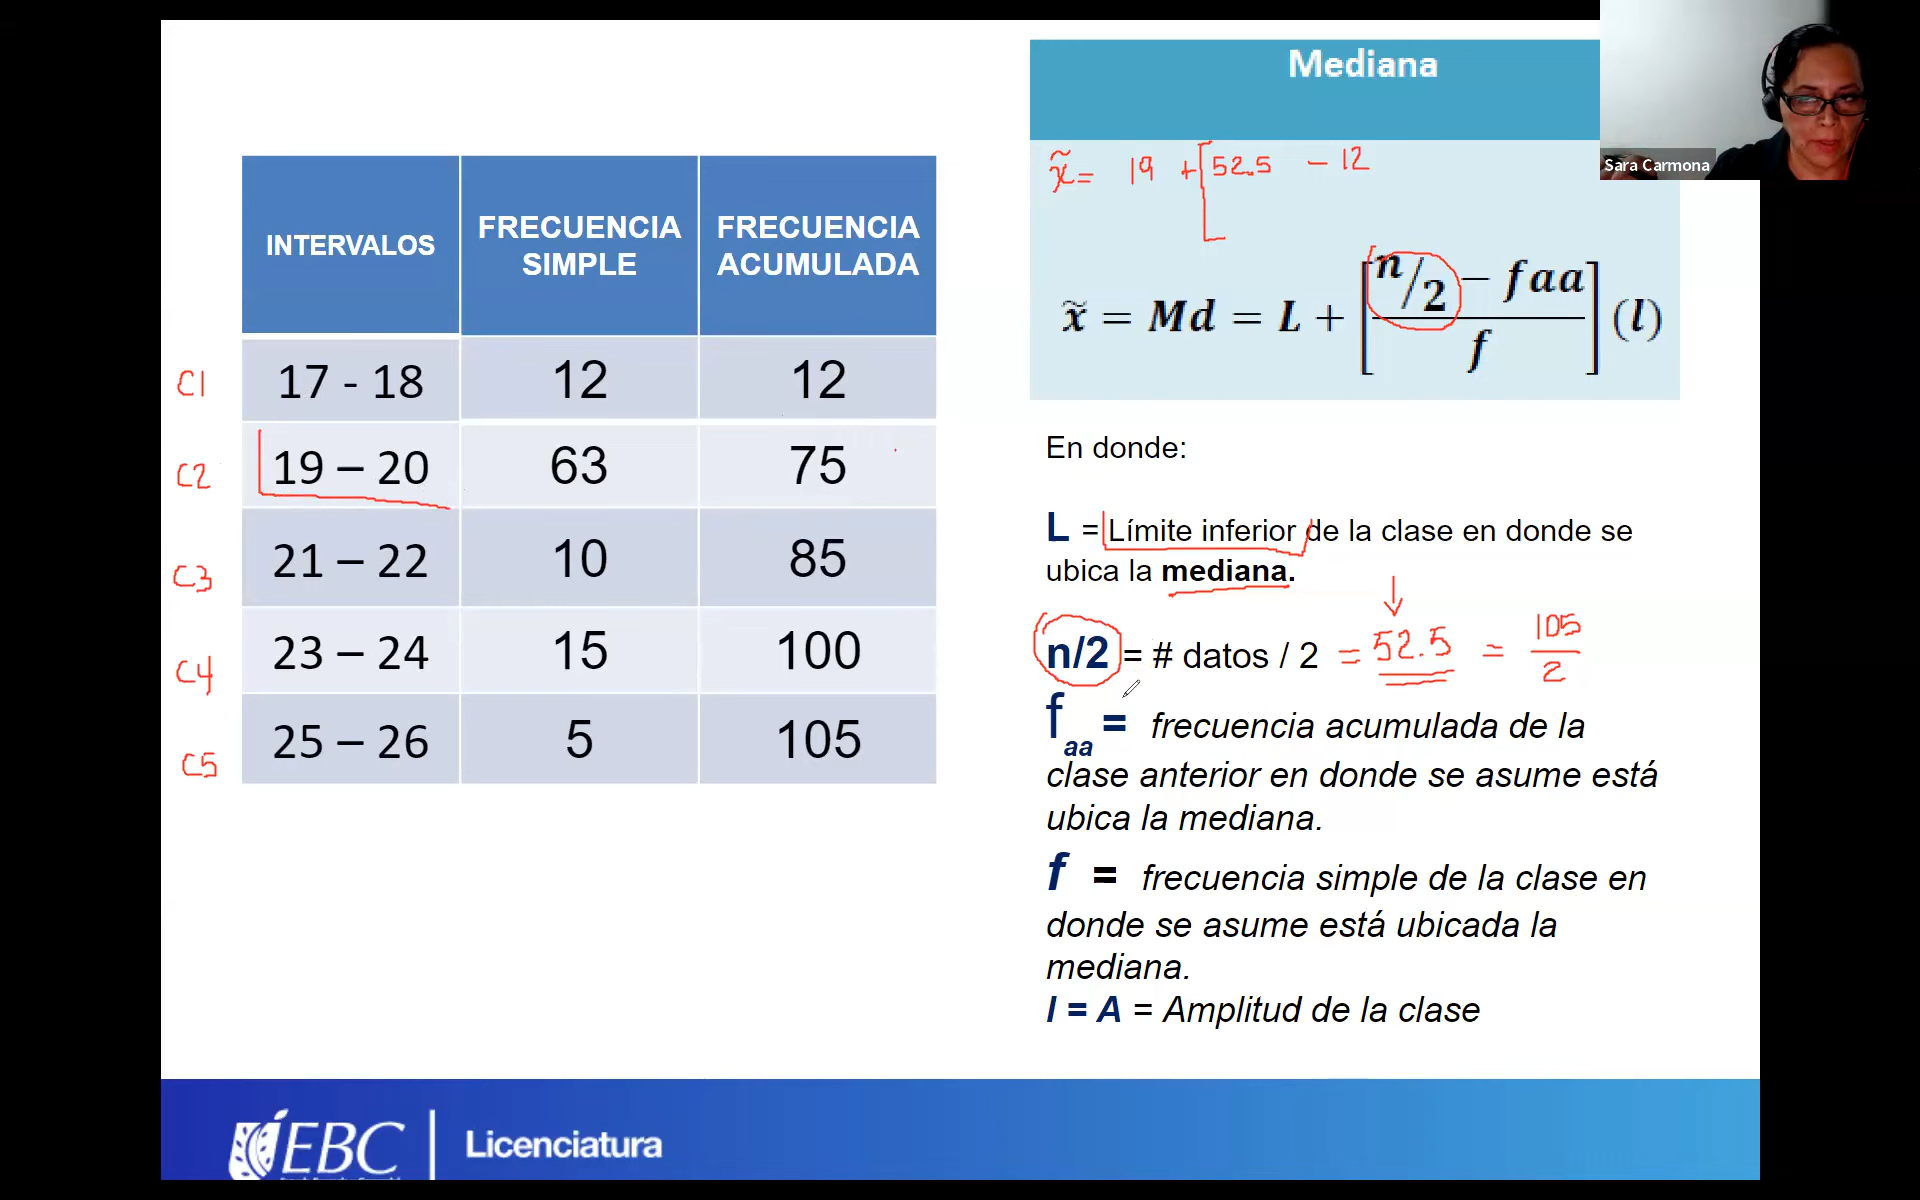 Mediana
Sara Carmona
x̃ = 19 + [52.5 - 12
x̃ = Md = L + [n/2 - faa / f] (l)
INTERVALOS FRECUENCIA SIMPLE FRECUENCIA ACUMULADA
C1 17 - 18 12 12
C2 19 – 20 63 75
C3 21 – 22 10 85
C4 23 – 24 15 100
C5 25 – 26 5 105
En donde:
L = Límite inferior de la clase en donde se
ubica la mediana.
n/2 = # datos / 2 = 52.5 = 105/2
faa = frecuencia acumulada de la
clase anterior en donde se asume está
ubica la mediana.
f = frecuencia simple de la clase en
donde se asume está ubicada la
mediana.
I = A = Amplitud de la clase
EBC Licenciatura